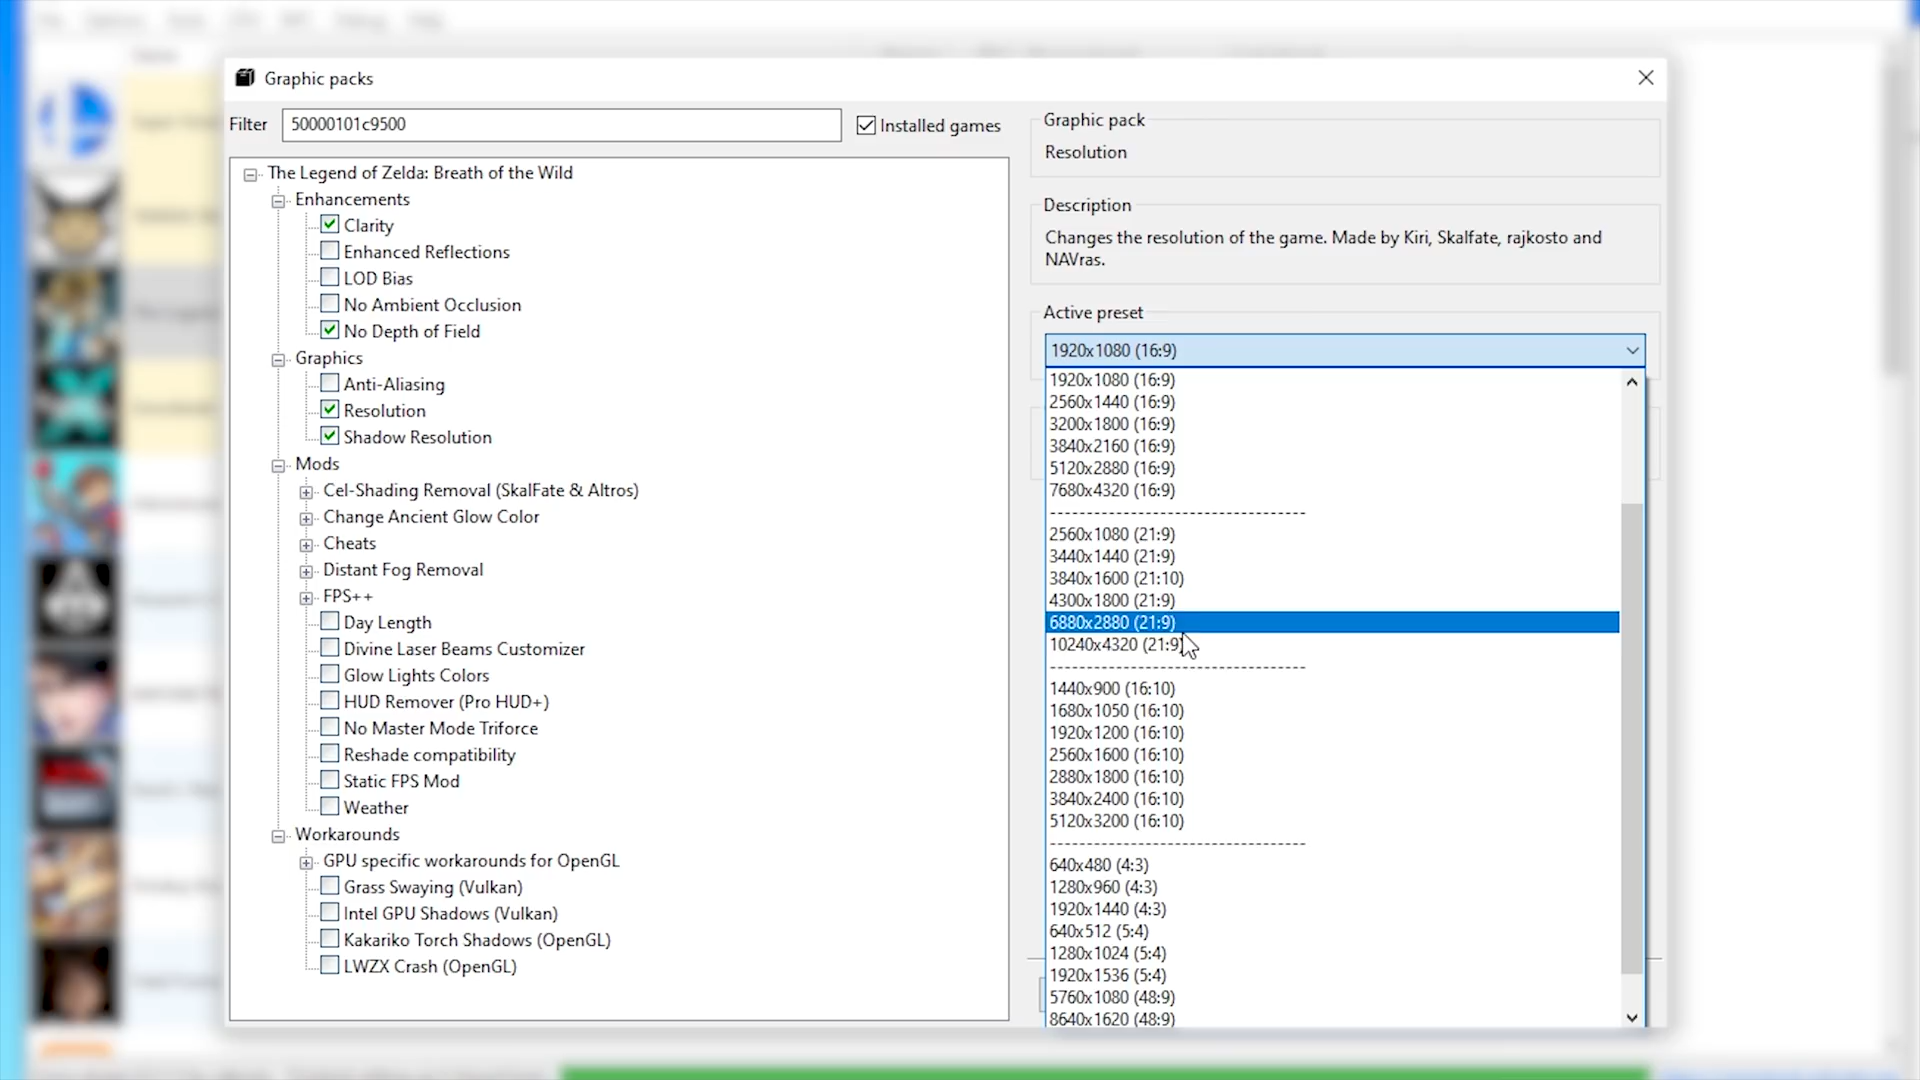 Graphic packs
Filter
50000101c9500
Installed games
The Legend of Zelda: Breath of the Wild
Enhancements
Clarity
Enhanced Reflections
LOD Bias
No Ambient Occlusion
No Depth of Field
Graphics
Anti-Aliasing
Resolution
Shadow Resolution
Mods
Cel-Shading Removal (SkalFate & Altros)
Change Ancient Glow Color
Cheats
Distant Fog Removal
FPS++
Day Length
Divine Laser Beams Customizer
Glow Lights Colors
HUD Remover (Pro HUD+)
No Master Mode Triforce
Reshade compatibility
Static FPS Mod
Weather
Workarounds
GPU specific workarounds for OpenGL
Grass Swaying (Vulkan)
Intel GPU Shadows (Vulkan)
Kakariko Torch Shadows (OpenGL)
LWZX Crash (OpenGL)
Graphic pack
Resolution
Description
Changes the resolution of the game. Made by Kiri, Skalfate, rajkosto and
NAVras.
Active preset
1920x1080 (16:9)
1920x1080 (16:9)
2560x1440 (16:9)
3200x1800 (16:9)
3840x2160 (16:9)
5120x2880 (16:9)
7680x4320 (16:9)
--------------------------------
2560x1080 (21:9)
3440x1440 (21:9)
3840x1600 (21:10)
4300x1800 (21:9)
6880x2880 (21:9)
10240x4320 (21:9)
--------------------------------
1440x900 (16:10)
1680x1050 (16:10)
1920x1200 (16:10)
2560x1600 (16:10)
2880x1800 (16:10)
3840x2400 (16:10)
5120x3200 (16:10)
--------------------------------
640x480 (4:3)
1280x960 (4:3)
1920x1440 (4:3)
640x512 (5:4)
1280x1024 (5:4)
1920x1536 (5:4)
5760x1080 (48:9)
8640x1620 (48:9)